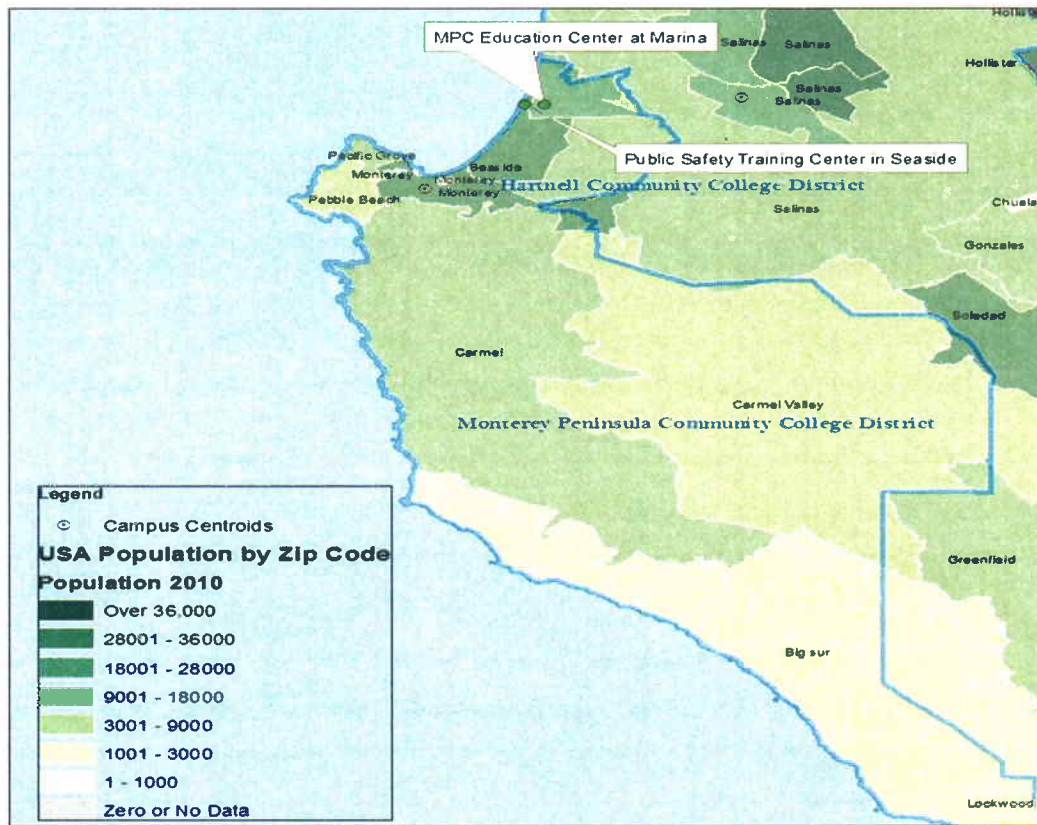 Hollister
MPC Education Center at Marina
Salinas
Salinas
Hollister
Salinas
Salinas
Public Safety Training Center in Seaside
Pacific Grove
Seaside
Monterey
Monterey
Monterey
Hartnell Community College District
Pebble Beach
Salinas
Chuala
Gonzales
Soledad
Carmel
Carmel Valley
Monterey Peninsula Community College District
Greenfield
Big sur
Lockwood
Legend
Campus Centroids
USA Population by Zip Code
Population 2010
Over 36,000
28001 - 36000
18001 - 28000
9001 - 18000
3001 - 9000
1001 - 3000
1 - 1000
Zero or No Data